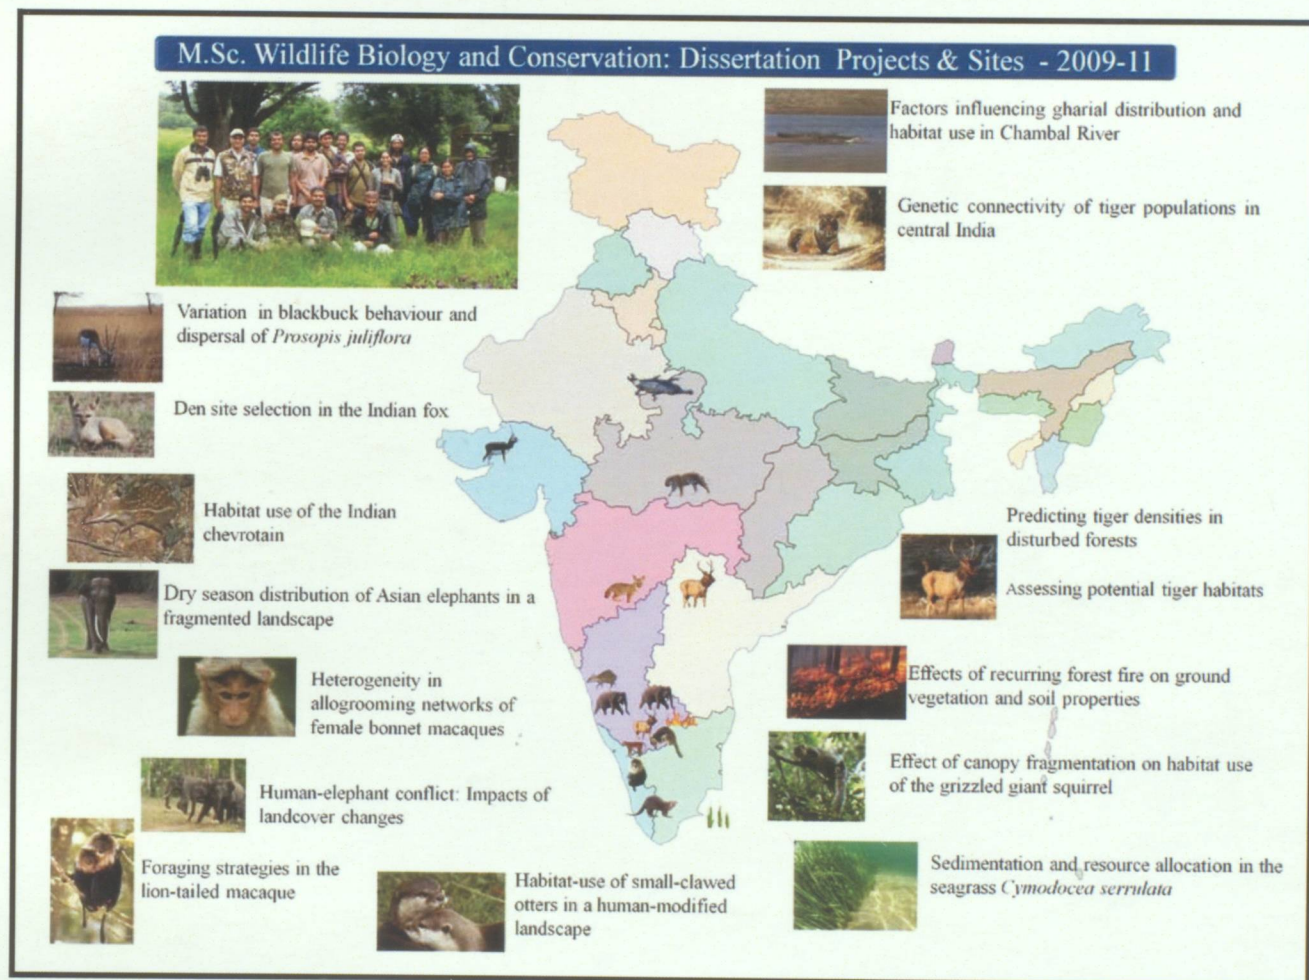 M.Sc. Wildlife Biology and Conservation: Dissertation Projects & Sites - 2009-11
Factors influencing gharial distribution and
habitat use in Chambal River
Genetic connectivity of tiger populations in
central India
Variation in blackbuck behaviour and
dispersal of Prosopis juliflora
Den site selection in the Indian fox
Habitat use of the Indian
chevrotain
Dry season distribution of Asian elephants in a
fragmented landscape
Heterogeneity in
allogrooming networks of
female bonnet macaques
Human-elephant conflict: Impacts of
landcover changes
Foraging strategies in the
lion-tailed macaque
Habitat-use of small-clawed
otters in a human-modified
landscape
Predicting tiger densities in
disturbed forests
Assessing potential tiger habitats
Effects of recurring forest fire on ground
vegetation and soil properties
Effect of canopy fragmentation on habitat use
of the grizzled giant squirrel
Sedimentation and resource allocation in the
seagrass Cymodocea serrulata